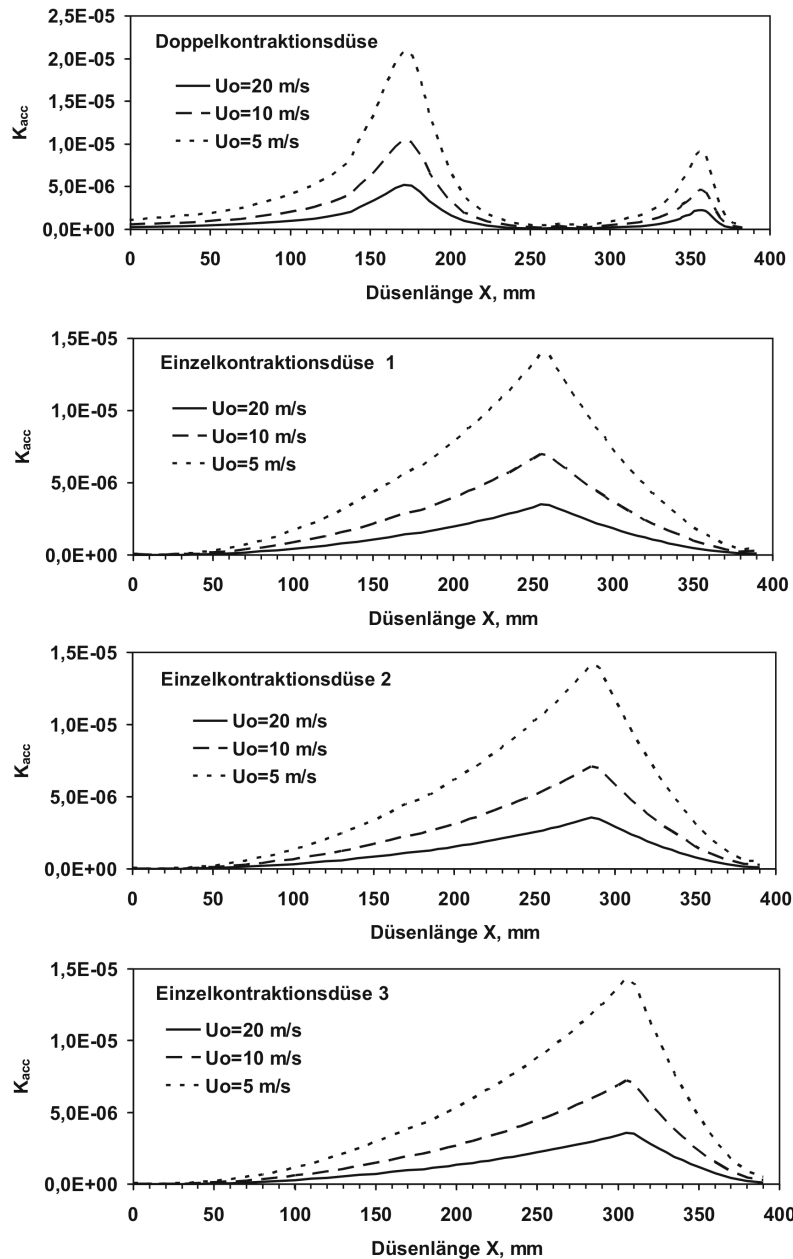 2,5E-05
Doppelkontraktionsdüse
2,0E-05
Uo=20 m/s
1,5E-05
Uo=10 m/s
Uo=5 m/s
1,0E-05
5,0E-06
0,0E+00
Kacc
0 50 100 150 200 250 300 350 400
Düsenlänge X, mm
1,5E-05
Einzelkontraktionsdüse 1
1,0E-05
Uo=20 m/s
Uo=10 m/s
Uo=5 m/s
5,0E-06
0,0E+00
Kacc
0 50 100 150 200 250 300 350 400
Düsenlänge X, mm
1,5E-05
Einzelkontraktionsdüse 2
1,0E-05
Uo=20 m/s
Uo=10 m/s
Uo=5 m/s
5,0E-06
0,0E+00
Kacc
0 50 100 150 200 250 300 350 400
Düsenlänge X, mm
1,5E-05
Einzelkontraktionsdüse 3
1,0E-05
Uo=20 m/s
Uo=10 m/s
Uo=5 m/s
5,0E-06
0,0E+00
Kacc
0 50 100 150 200 250 300 350 400
Düsenlänge X, mm